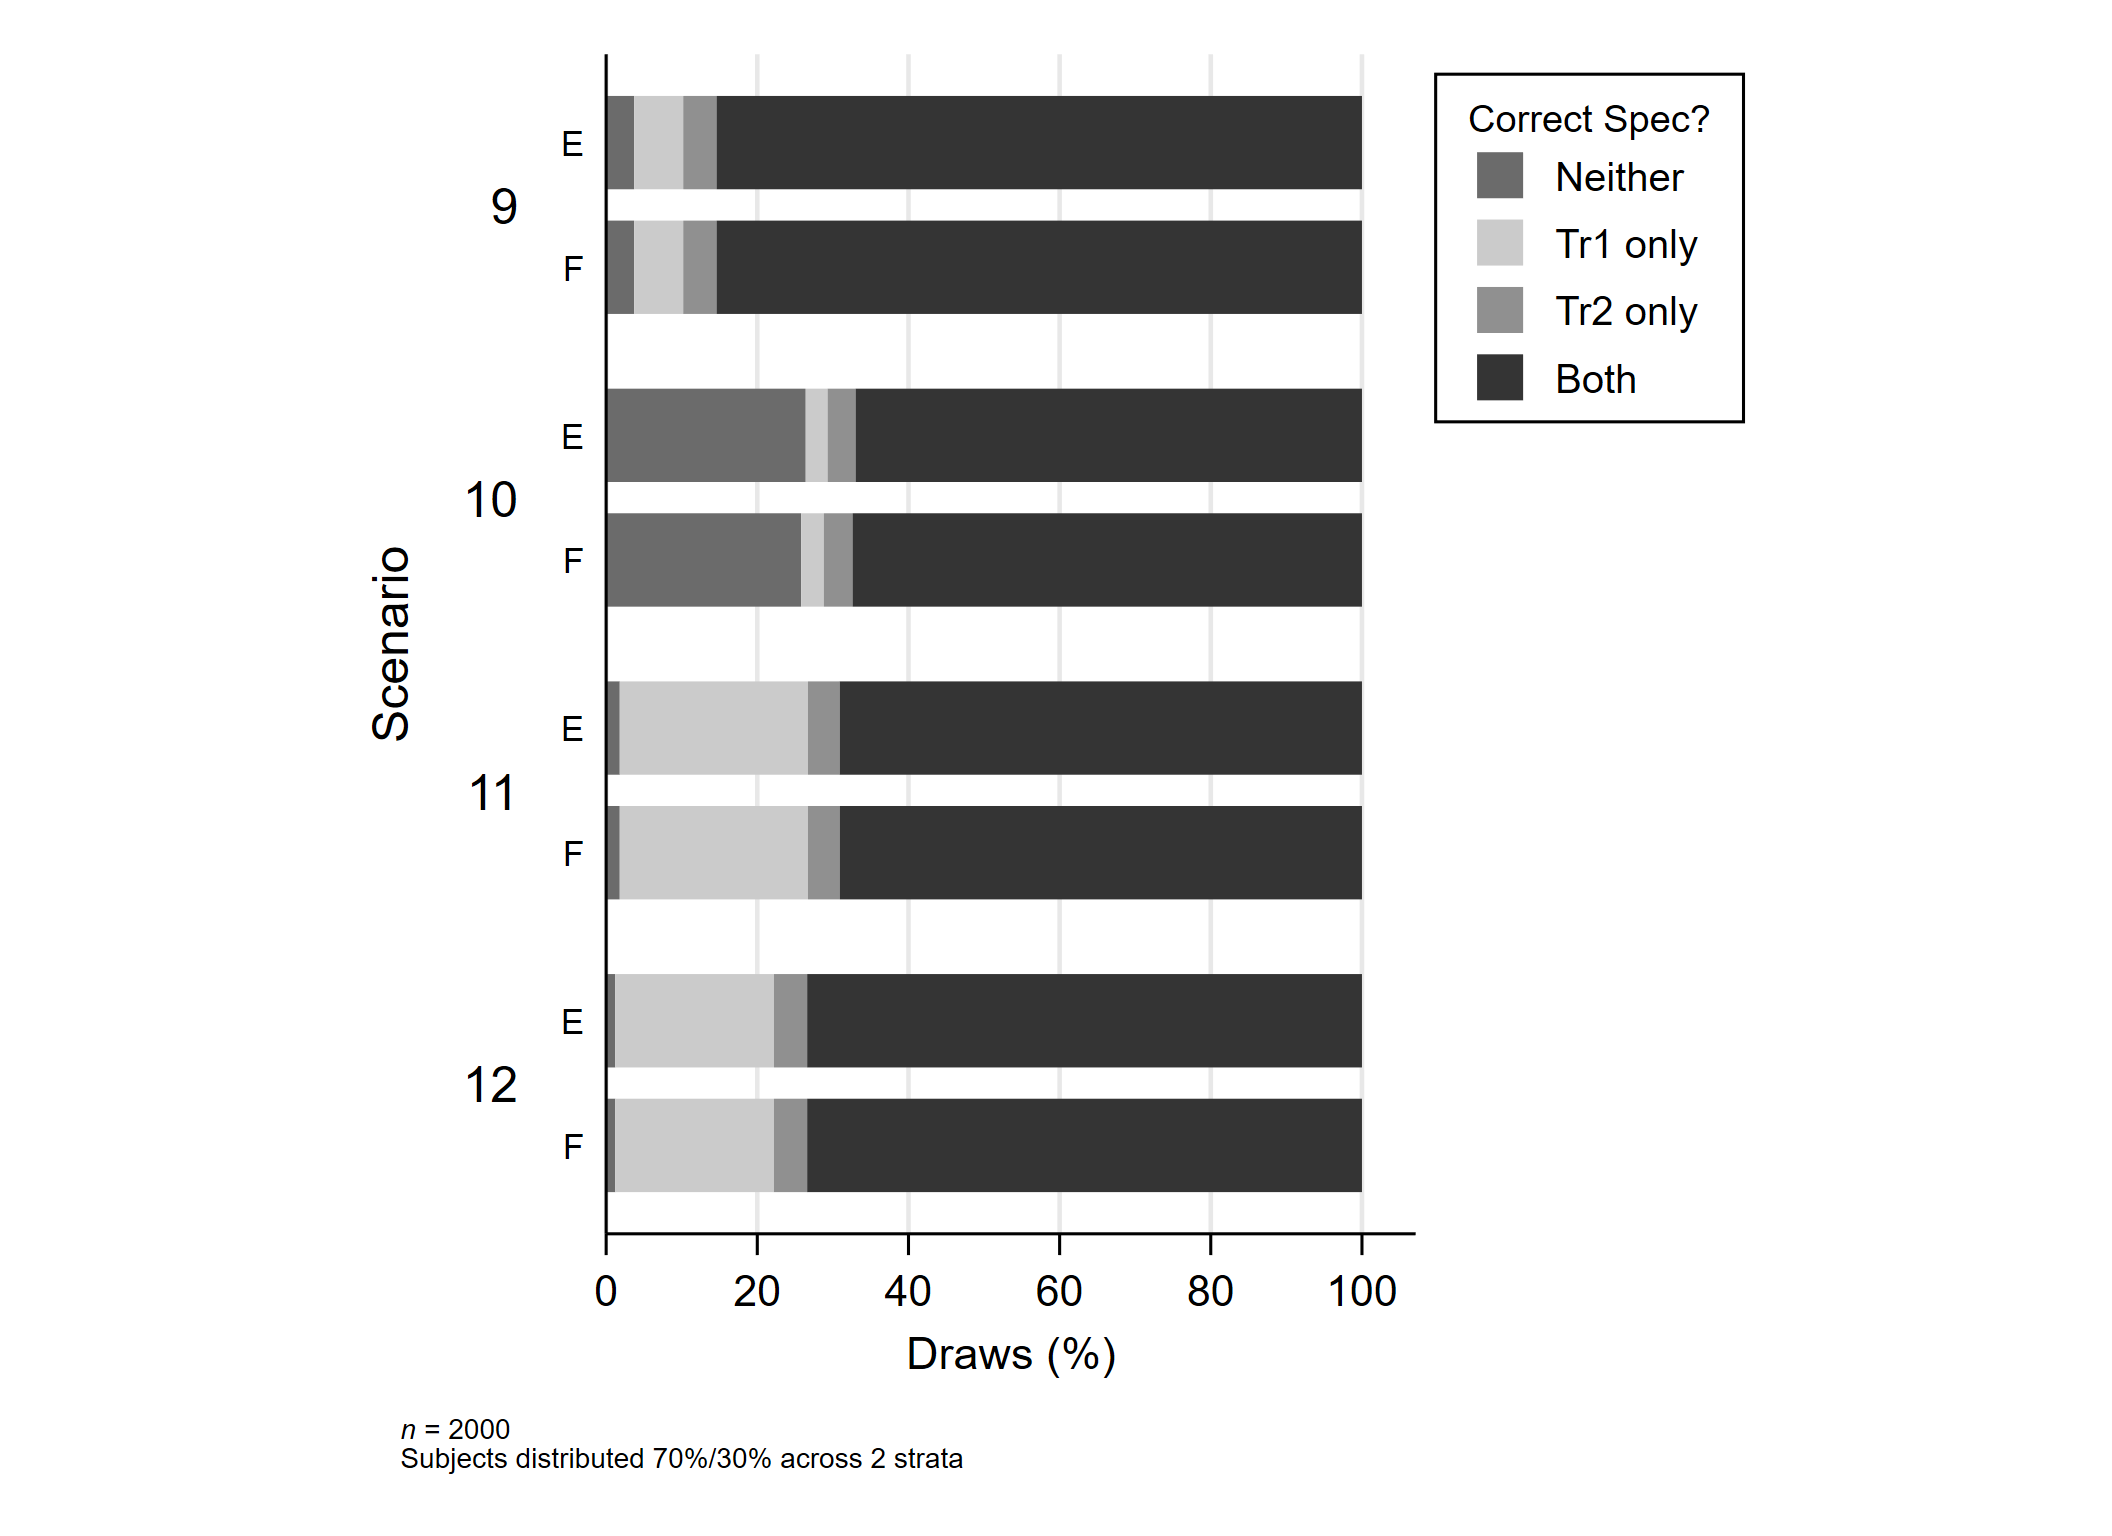 Correct Spec?
Neither
Tr1 only
Tr2 only
Both
Scenario
9
E
F
10
E
F
11
E
F
12
E
F
0 20 40 60 80 100
Draws (%)
n = 2000
Subjects distributed 70%/30% across 2 strata